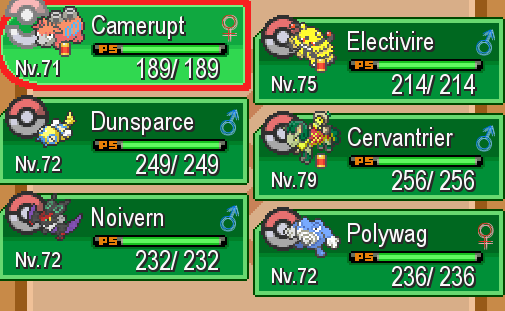 Camerupt ♀
PS
Nv.71 189/ 189
Electivire ♂
PS
Nv.75 214/ 214
Dunsparce ♂
PS
Nv.72 249/ 249
Cervantrier ♂
PS
Nv.79 256/ 256
Noivern ♂
PS
Nv.72 232/ 232
Polywag ♀
PS
Nv.72 236/ 236